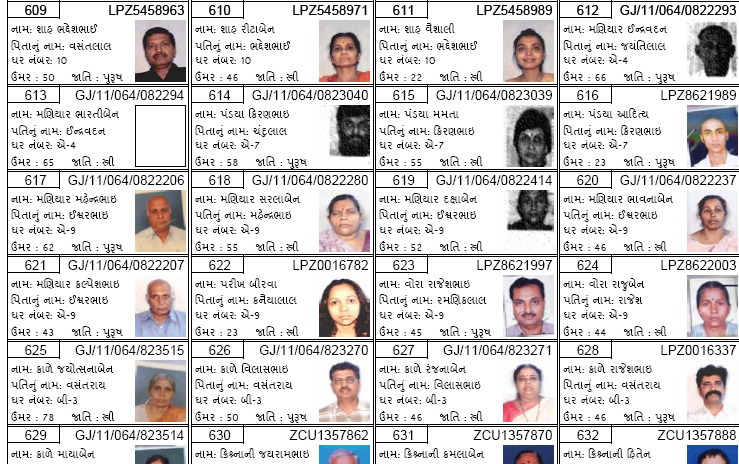 609 LPZ5458963
નામ: શાહ ભદ્રેશભાઈ
પિતાનું નામ: વસંતલાલ
ઘર નંબર: 10
ઉંમર : 50 જાતિ : પુરૂષ
610 LPZ5458971
નામ: શાહ રીટાબેન
પતિનું નામ: ભદ્રેશભાઈ
ઘર નંબર: 10
ઉંમર : 46 જાતિ : સ્ત્રી
611 LPZ5458989
નામ: શાહ વૈશાલી
પિતાનું નામ: ભદ્રેશભાઈ
ઘર નંબર: 10
ઉંમર : 22 જાતિ : સ્ત્રી
612 GJ/11/064/0822293
નામ: મણિયાર ઈન્દ્રવદન
પિતાનું નામ: જયંતિલાલ
ઘર નંબર: એ-4
ઉંમર : 66 જાતિ : પુરૂષ
613 GJ/11/064/082294
નામ: મણિયાર ભારતીબેન
પતિનું નામ: ઈન્દ્રવદન
ઘર નંબર: એ-4
ઉંમર : 65 જાતિ : સ્ત્રી
614 GJ/11/064/0823040
નામ: પંડયા કિરણભાઇ
પિતાનું નામ: ચંદુલાલ
ઘર નંબર: એ-7
ઉંમર : 58 જાતિ : પુરૂષ
615 GJ/11/064/0823039
નામ: પંડયા મમતા
પતિનું નામ: કિરણભાઇ
ઘર નંબર: એ-7
ઉંમર : 55 જાતિ : સ્ત્રી
616 LPZ8621989
નામ: પંડયા આદિત્ય
પિતાનું નામ: કિરણભાઇ
ઘર નંબર: એ-7
ઉંમર : 23 જાતિ : પુરૂષ
617 GJ/11/064/0822206
નામ: મણિયાર મહેન્દ્રભાઇ
પિતાનું નામ: ઈશ્વરભાઇ
ઘર નંબર: એ-9
ઉંમર : 62 જાતિ : પુરૂષ
618 GJ/11/064/0822280
નામ: મણિયાર સરલાબેન
પતિનું નામ: મહેન્દ્રભાઇ
ઘર નંબર: એ-9
ઉંમર : 55 જાતિ : સ્ત્રી
619 GJ/11/064/0822414
નામ: મણિયાર દક્ષાબેન
પિતાનું નામ: ઈશ્વરભાઇ
ઘર નંબર: એ-9
ઉંમર : 52 જાતિ : સ્ત્રી
620 GJ/11/064/0822237
નામ: મણિયાર ભાવનાબેન
પતિનું નામ: ઈશ્વરભાઇ
ઘર નંબર: એ-9
ઉંમર : 46 જાતિ : સ્ત્રી
621 GJ/11/064/0822207
નામ: મણિયાર કલ્પેશભાઇ
પિતાનું નામ: ઈશ્વરભાઇ
ઘર નંબર: એ-9
ઉંમર : 43 જાતિ : પુરૂષ
622 LPZ0016782
નામ: પરીખ બીરવા
પિતાનું નામ: કનૈયાલાલ
ઘર નંબર: એ-9
ઉંમર : 23 જાતિ : સ્ત્રી
623 LPZ8621997
નામ: વોરા રાજેશભાઇ
પિતાનું નામ: રમણિકલાલ
ઘર નંબર: એ-9
ઉંમર : 45 જાતિ : પુરૂષ
624 LPZ8622003
નામ: વોરા રાજુબેન
પતિનું નામ: રાજેશ
ઘર નંબર: એ-9
ઉંમર : 44 જાતિ : સ્ત્રી
625 GJ/11/064/823515
નામ: કાળે જયોત્સનાબેન
પતિનું નામ: વસંતરાય
ઘર નંબર: બી-3
ઉંમર : 78 જાતિ : સ્ત્રી
626 GJ/11/064/823270
નામ: કાળે વિલાસભાઇ
પિતાનું નામ: વસંતરાય
ઘર નંબર: બી-3
ઉંમર : 50 જાતિ : પુરૂષ
627 GJ/11/064/823271
નામ: કાળે રંજનાબેન
પતિનું નામ: વિલાસભાઇ
ઘર નંબર: બી-3
ઉંમર : 46 જાતિ : સ્ત્રી
628 LPZ0016337
નામ: કાળે રાજેશભાઇ
પિતાનું નામ: વસંતરાય
ઘર નંબર: બી-3
ઉંમર : 46 જાતિ : પુરૂષ
629 GJ/11/064/823514
નામ: કાળે માયાબેન
630 ZCU1357862
નામ: ક્રિશ્નાની જયરામભાઇ
631 ZCU1357870
નામ: ક્રિશ્નાની કમલાબેન
632 ZCU1357888
નામ: ક્રિશ્નાની હિતેન